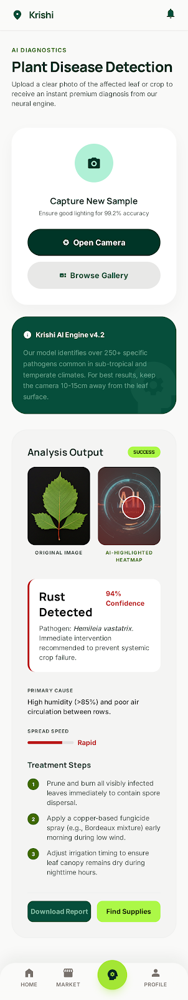 Krishi
AI DIAGNOSTICS
Plant Disease Detection
Upload a clear photo of the affected leaf or crop to
receive an instant premium diagnosis from our
neural engine.
Capture New Sample
Ensure good lighting for 99.2% accuracy
Open Camera
Browse Gallery
Krishi AI Engine v4.2
Our model identifies over 250+ specific
pathogens common in sub-tropical and
temperate climates. For best results, keep
the camera 10-15cm away from the leaf
surface.
Analysis Output
SUCCESS
ORIGINAL IMAGE
AI-HIGHLIGHTED
HEATMAP
Rust
Detected
94%
Confidence
Pathogen: Hemileia vastatrix.
Immediate intervention
recommended to prevent systemic
crop failure.
PRIMARY CAUSE
High humidity (>85%) and poor air
circulation between rows.
SPREAD SPEED
Rapid
Treatment Steps
1 Prune and burn all visibly infected
leaves immediately to contain spore
dispersal.
2 Apply a copper-based fungicide
spray (e.g., Bordeaux mixture) early
morning during low wind.
3 Adjust irrigation timing to ensure
leaf canopy remains dry during
nighttime hours.
Download Report
Find Supplies
HOME
MARKET
PROFILE